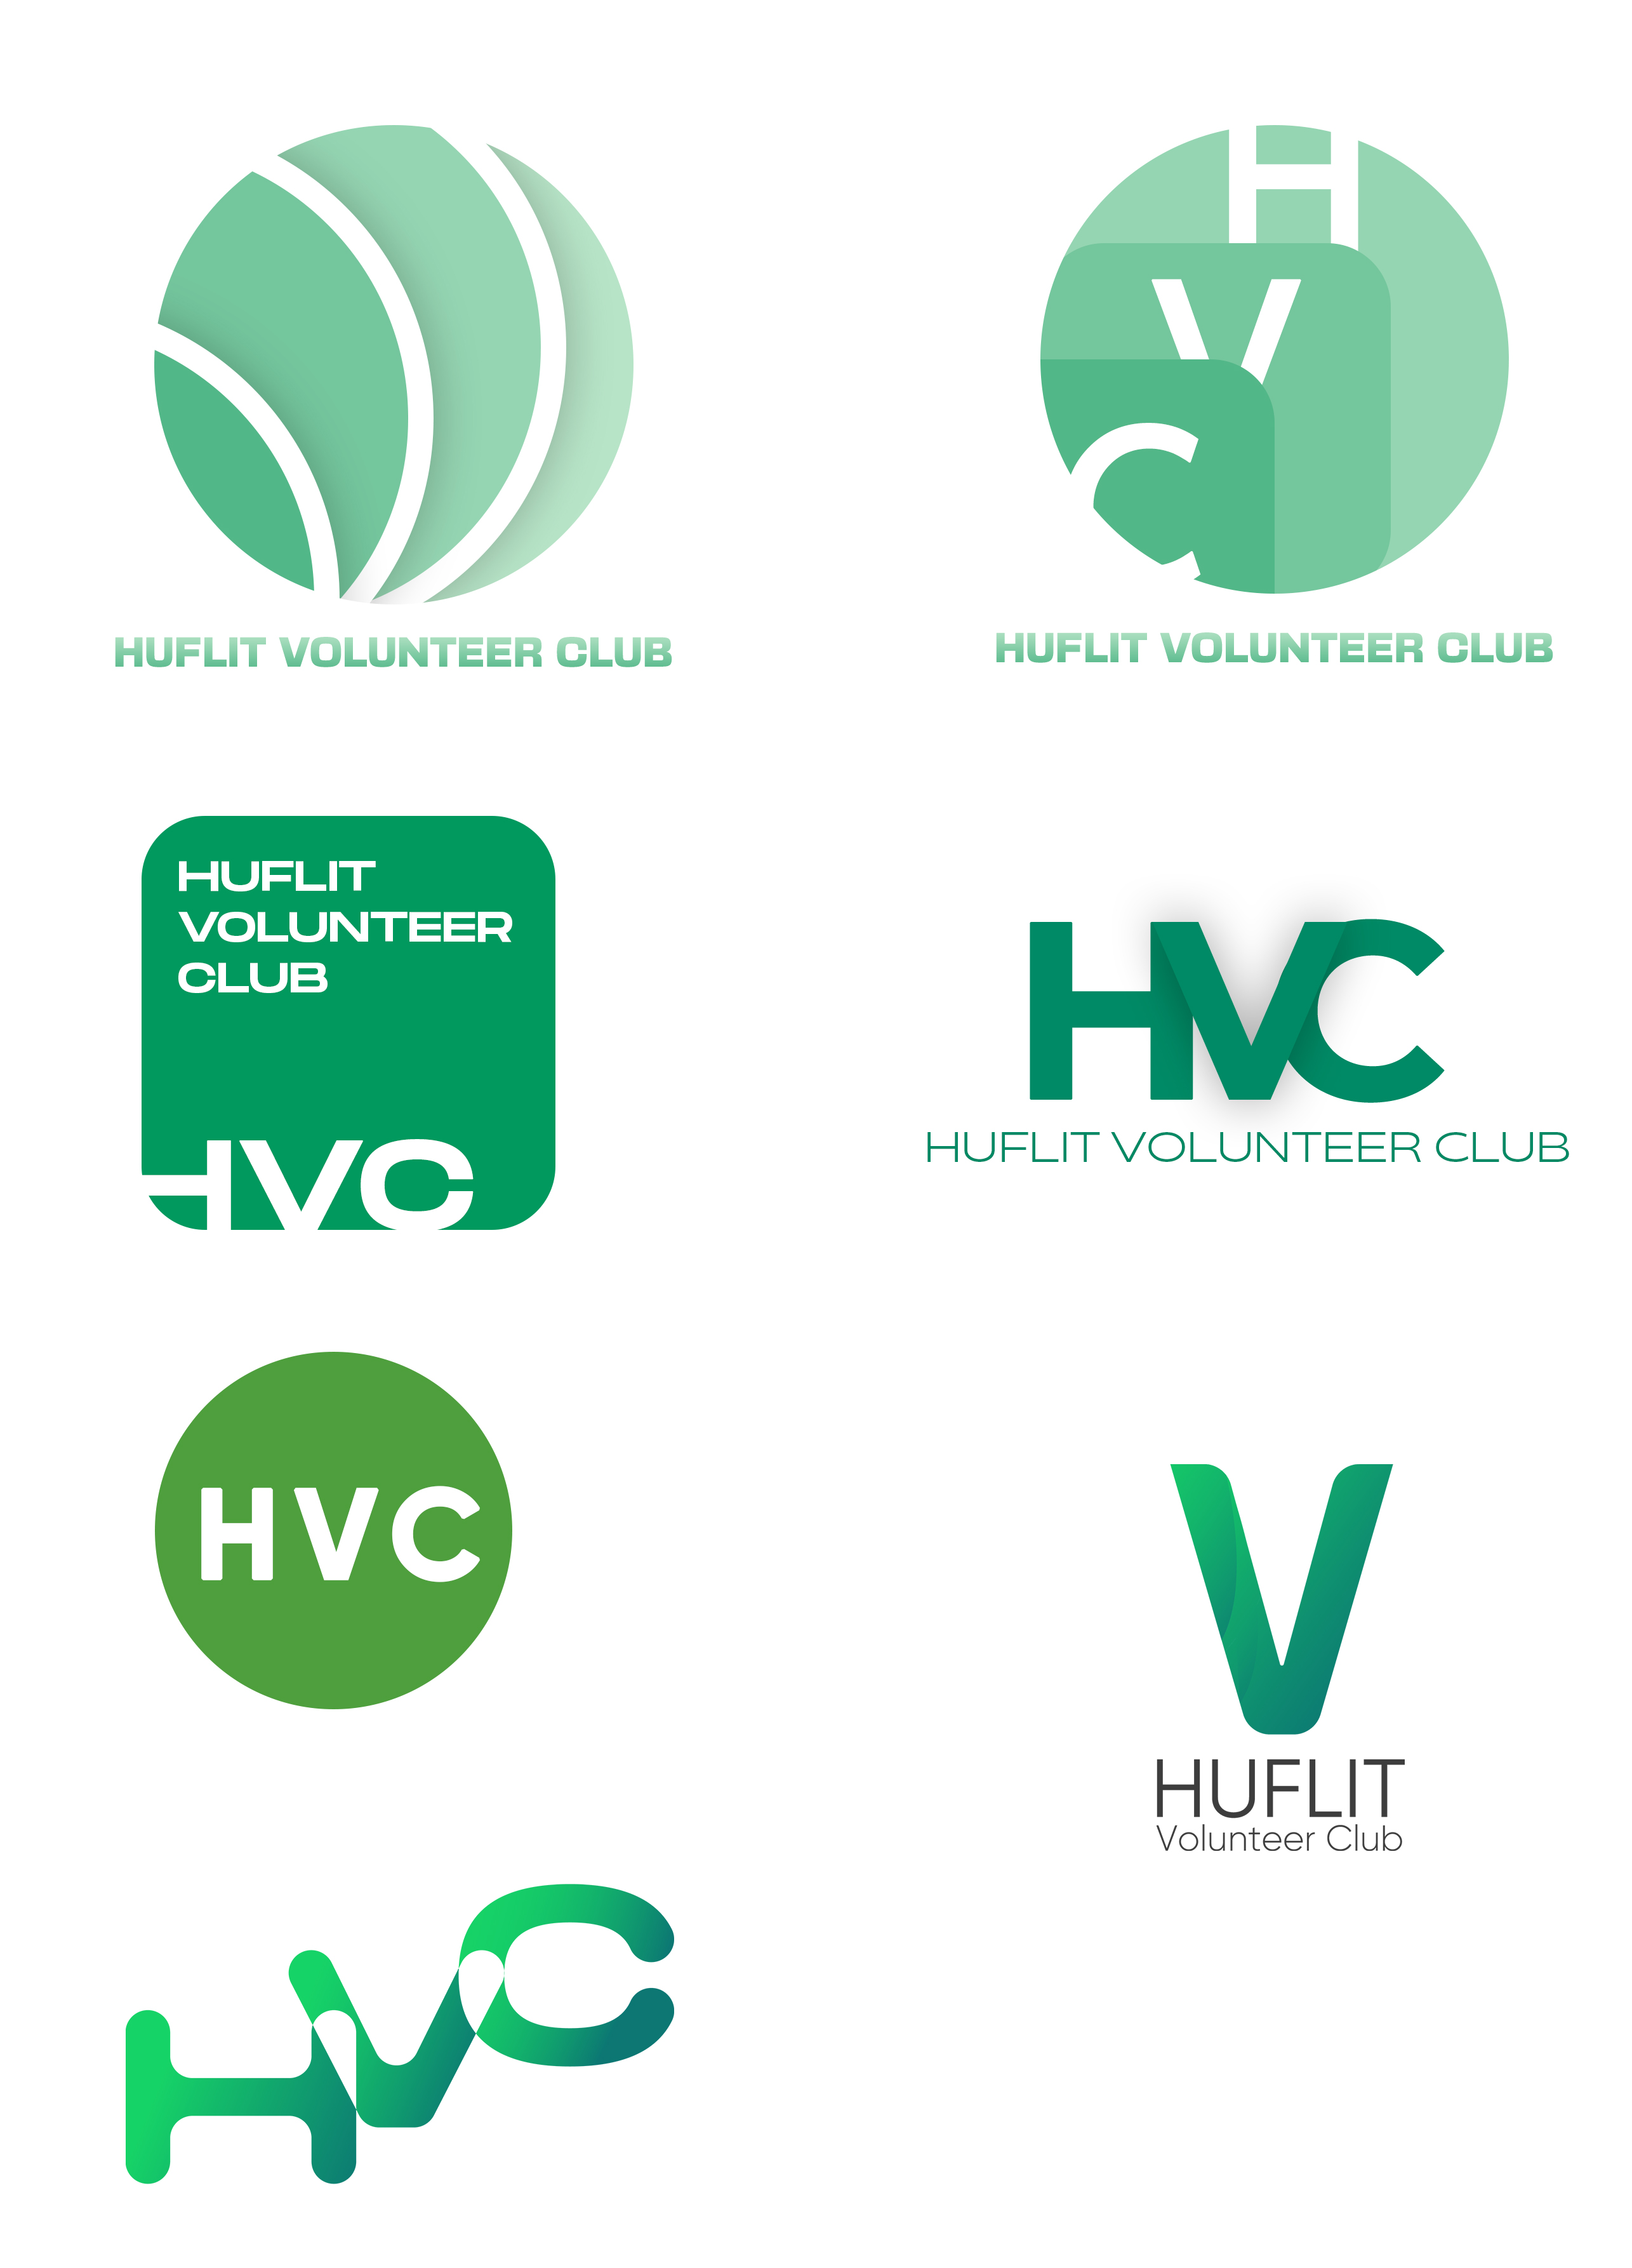 HUFLIT VOLUNTEER CLUB
H
V
C
HUFLIT VOLUNTEER CLUB
HUFLIT
VOLUNTEER
CLUB
HVC
HVC
HUFLIT VOLUNTEER CLUB
HVC
V
HUFLIT
Volunteer Club
HVC